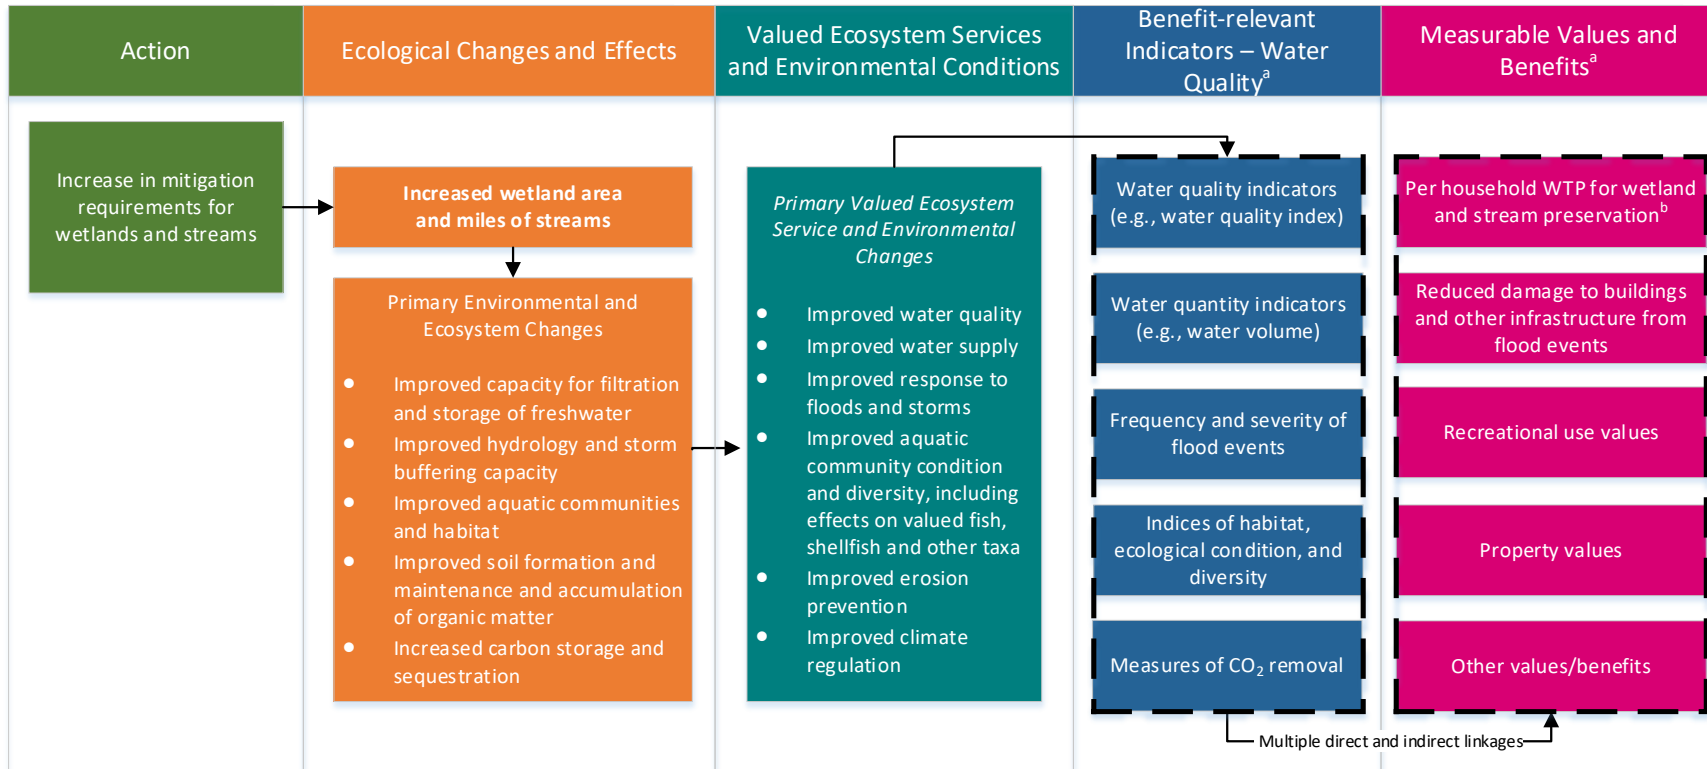 Action
Ecological Changes and Effects
Valued Ecosystem Services
and Environmental Conditions
Benefit-relevant
Indicators – Water
Quality^a
Measurable Values and
Benefits^a
Increase in mitigation
requirements for
wetlands and streams
Increased wetland area
and miles of streams
Primary Environmental and
Ecosystem Changes
• Improved capacity for filtration
and storage of freshwater
• Improved hydrology and storm
buffering capacity
• Improved aquatic communities
and habitat
• Improved soil formation and
maintenance and accumulation
of organic matter
• Increased carbon storage and
sequestration
Primary Valued Ecosystem
Service and Environmental
Changes
• Improved water quality
• Improved water supply
• Improved response to
floods and storms
• Improved aquatic
community condition
and diversity, including
effects on valued fish,
shellfish and other taxa
• Improved erosion
prevention
• Improved climate
regulation
Water quality indicators
(e.g., water quality index)
Water quantity indicators
(e.g., water volume)
Frequency and severity of
flood events
Indices of habitat,
ecological condition, and
diversity
Measures of CO₂ removal
Per household WTP for wetland
and stream preservation^b
Reduced damage to buildings
and other infrastructure from
flood events
Recreational use values
Property values
Other values/benefits
Multiple direct and indirect linkages